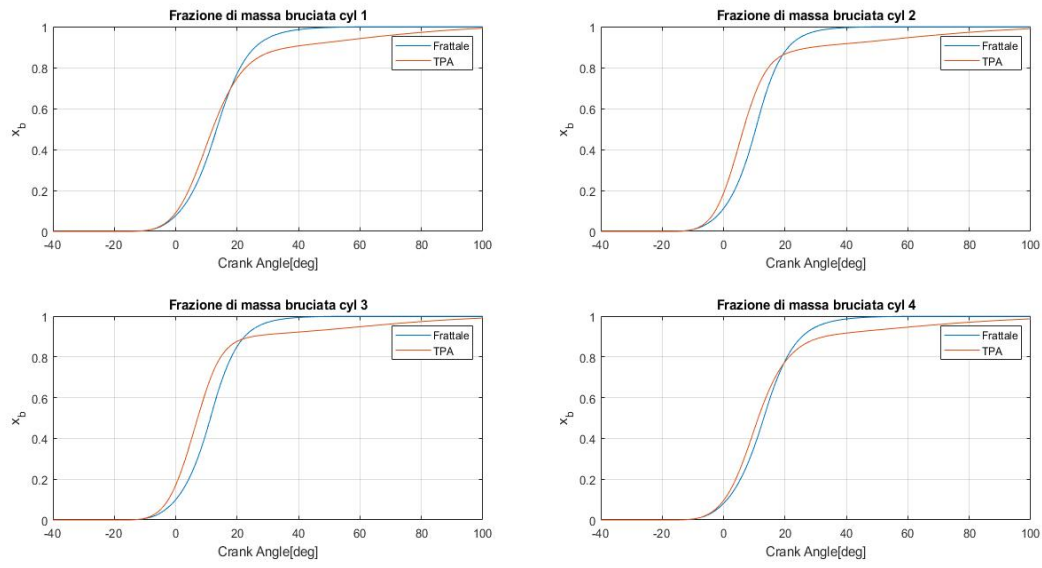 Frazione di massa bruciata cyl 1
1
0.8
0.6
0.4
0.2
0
x_b
-40 -20 0 20 40 60 80 100
Crank Angle[deg]
Frattale
TPA
Frazione di massa bruciata cyl 2
1
0.8
0.6
0.4
0.2
0
x_b
-40 -20 0 20 40 60 80 100
Crank Angle[deg]
Frattale
TPA
Frazione di massa bruciata cyl 3
1
0.8
0.6
0.4
0.2
0
x_b
-40 -20 0 20 40 60 80 100
Crank Angle[deg]
Frattale
TPA
Frazione di massa bruciata cyl 4
1
0.8
0.6
0.4
0.2
0
x_b
-40 -20 0 20 40 60 80 100
Crank Angle[deg]
Frattale
TPA